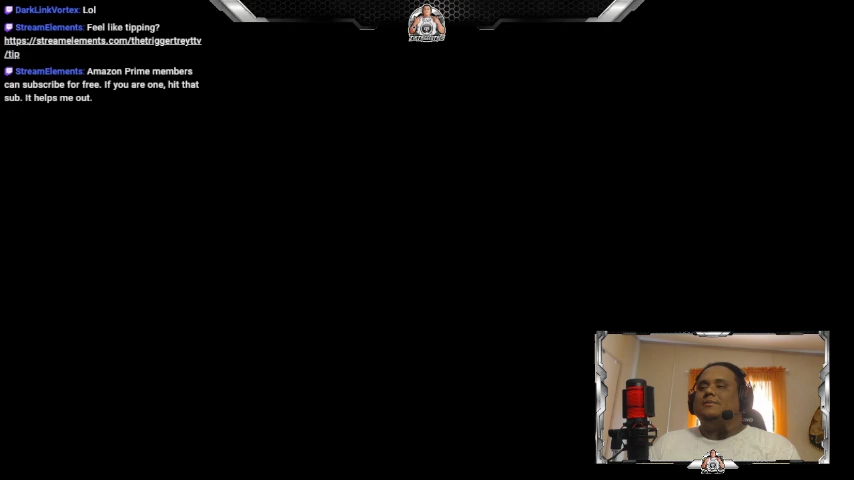 DarkLinkVortex: Lol
StreamElements: Feel like tipping?
https://streamelements.com/thetriggertreyttv
/tip
StreamElements: Amazon Prime members
can subscribe for free. If you are one, hit that
sub. It helps me out.